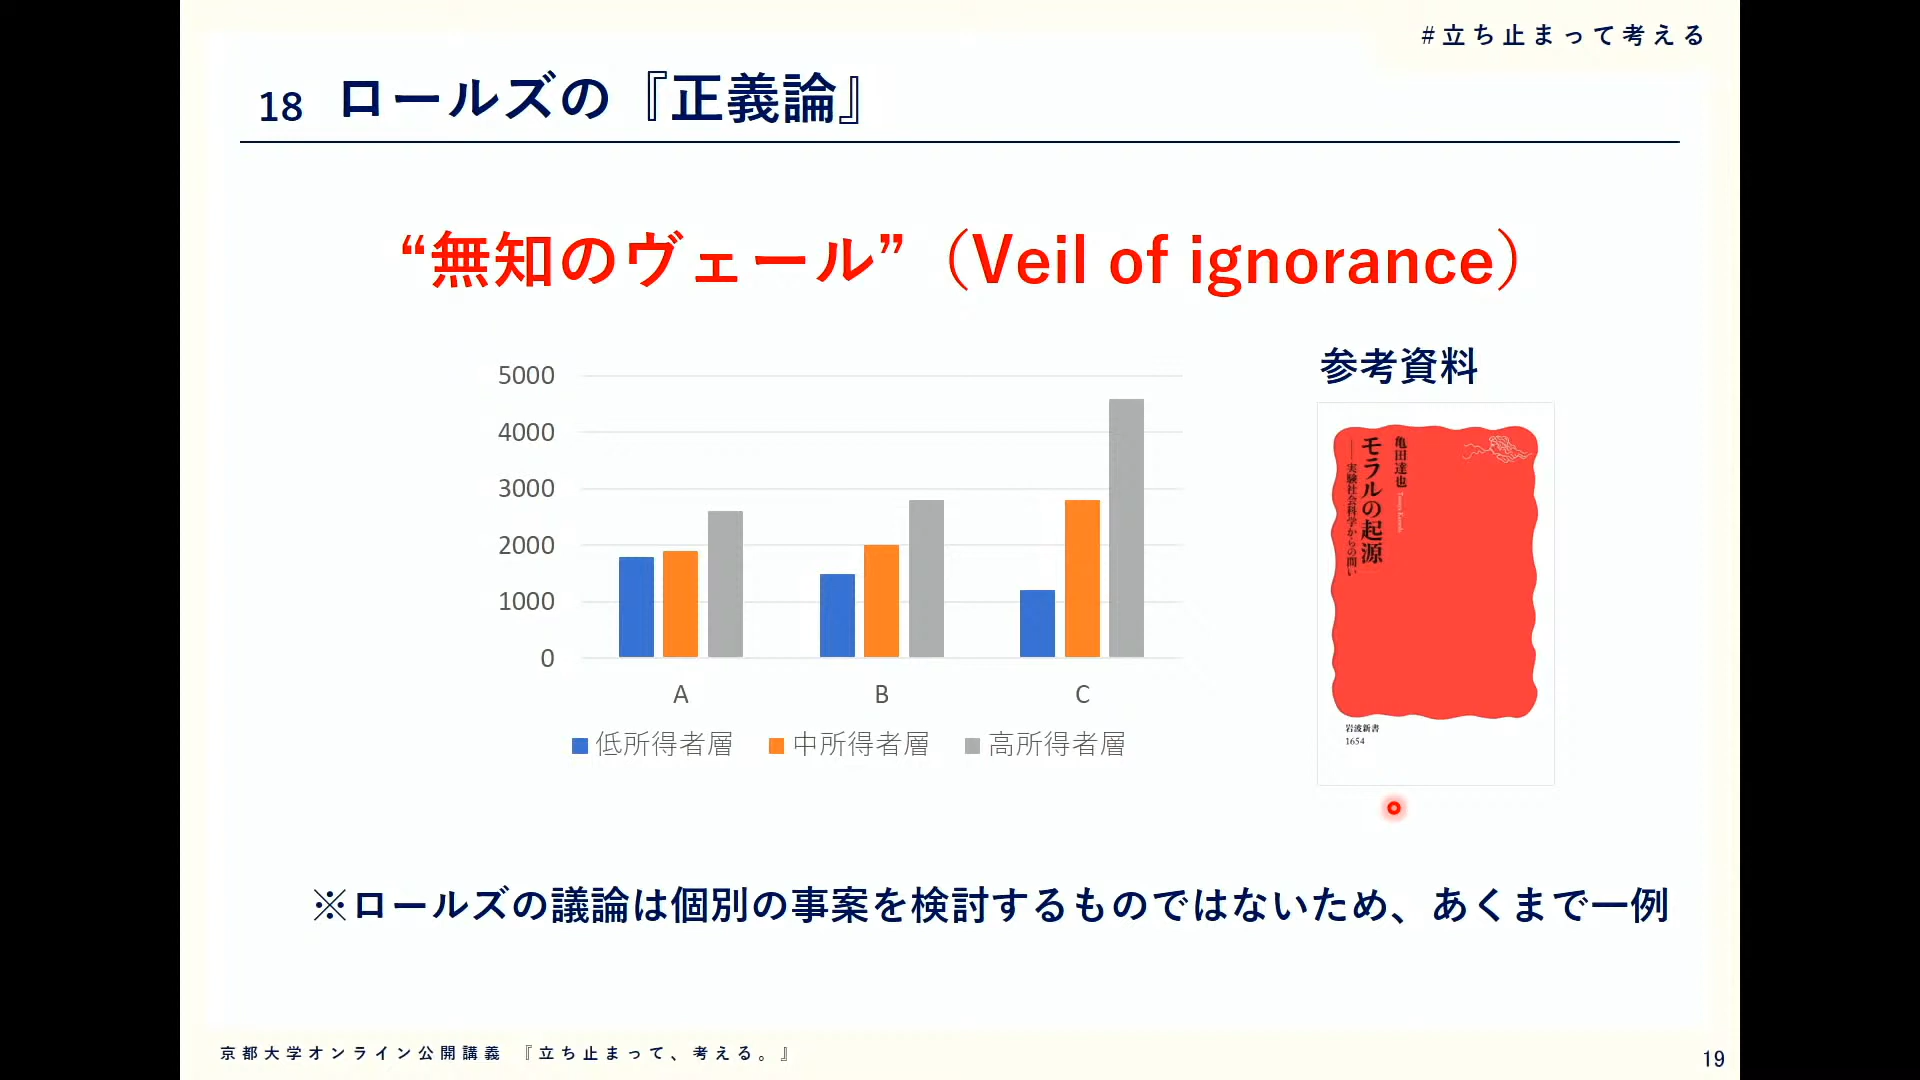 #立ち止まって考える
18 ロールズの『正義論』
“無知のヴェール”（Veil of ignorance）
5000
4000
3000
2000
1000
0
A B C
低所得者層 中所得者層 高所得者層
参考資料
亀田達也
モラルの起源
――実験社会科学からの問い
岩波新書
1654
※ロールズの議論は個別の事案を検討するものではないため、あくまで一例
京都大学オンライン公開講義 『立ち止まって、考える。』
19